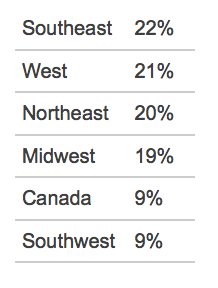 Southeast 22%
West 21%
Northeast 20%
Midwest 19%
Canada 9%
Southwest 9%